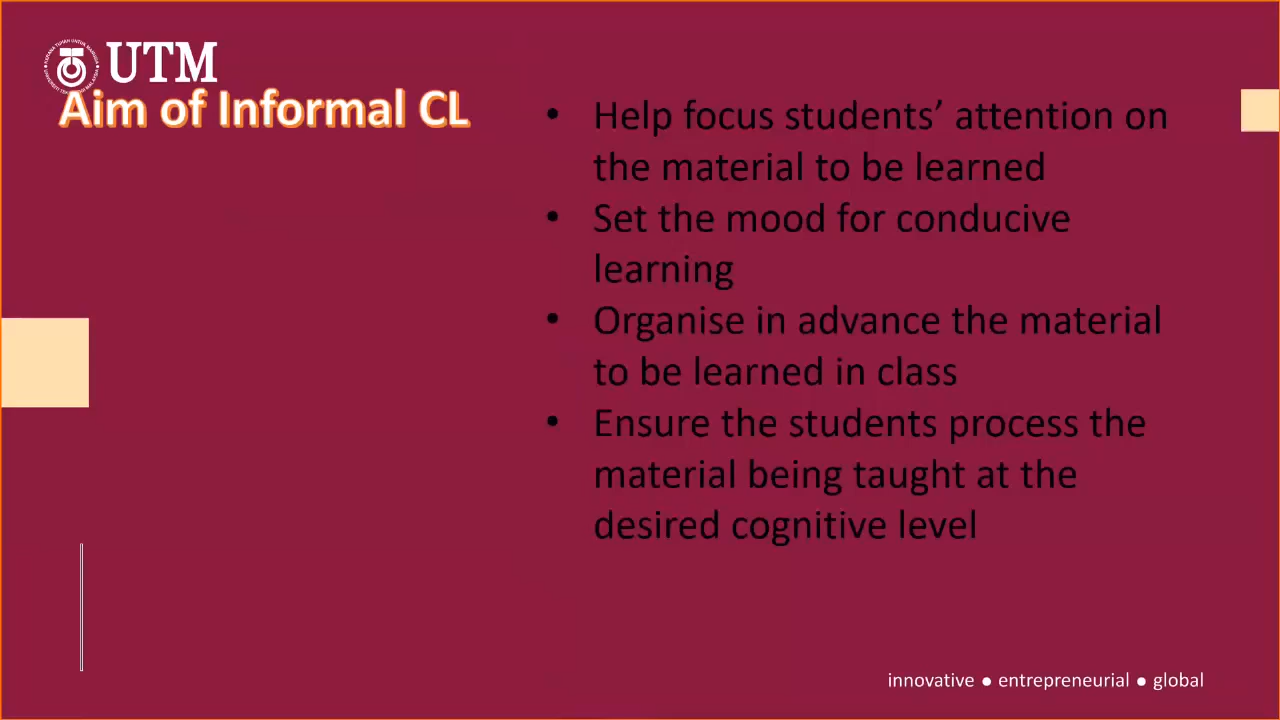 UTM
Aim of Informal CL
• Help focus students’ attention on
the material to be learned
• Set the mood for conducive
learning
• Organise in advance the material
to be learned in class
• Ensure the students process the
material being taught at the
desired cognitive level
innovative ● entrepreneurial ● global